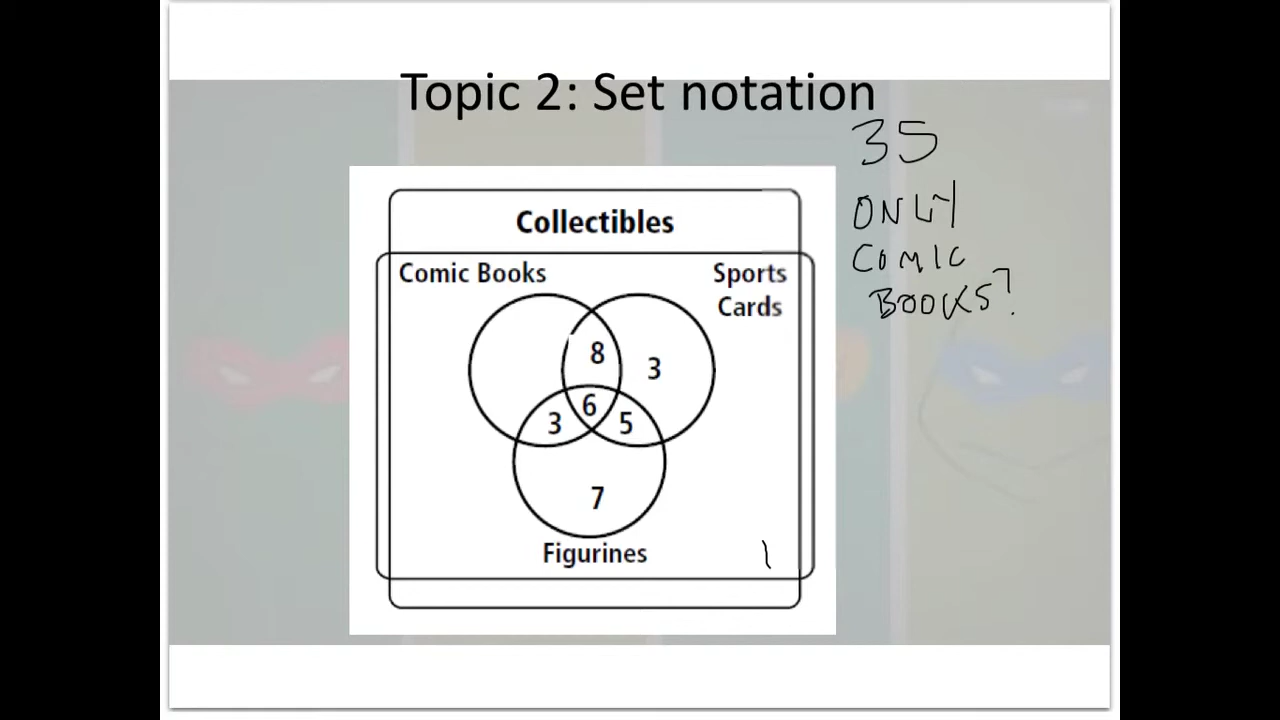 Topic 2: Set notation
35
ONLY
COMIC
BOOKS?
Collectibles
Comic Books
Sports
Cards
8
3
6
3
5
7
Figurines
1